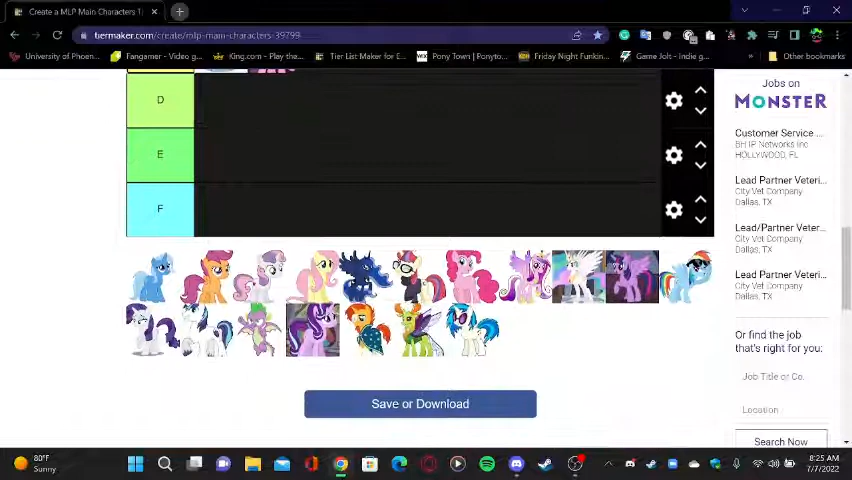 Create a MLP Main Characters T
tiermaker.com/create/mlp-main-characters-39799
University of Phoen...
Fangamer - Video g...
King.com - Play the...
Tier List Maker for E...
Pony Town | Ponyto...
Friday Night Funkin...
Game Jolt - Indie g...
Other bookmarks
D
E
F
Jobs on
MONSTER
Customer Service ...
BH IP Networks Inc
HOLLYWOOD, FL
Lead Partner Veteri...
City Vet Company
Dallas, TX
Lead/Partner Veter...
City Vet Company
Dallas, TX
Lead Partner Veteri...
City Vet Company
Dallas, TX
Or find the job
that's right for you:
Job Title or Co.
Location
Search Now
Save or Download
80°F
Sunny
8:25 AM
7/7/2022